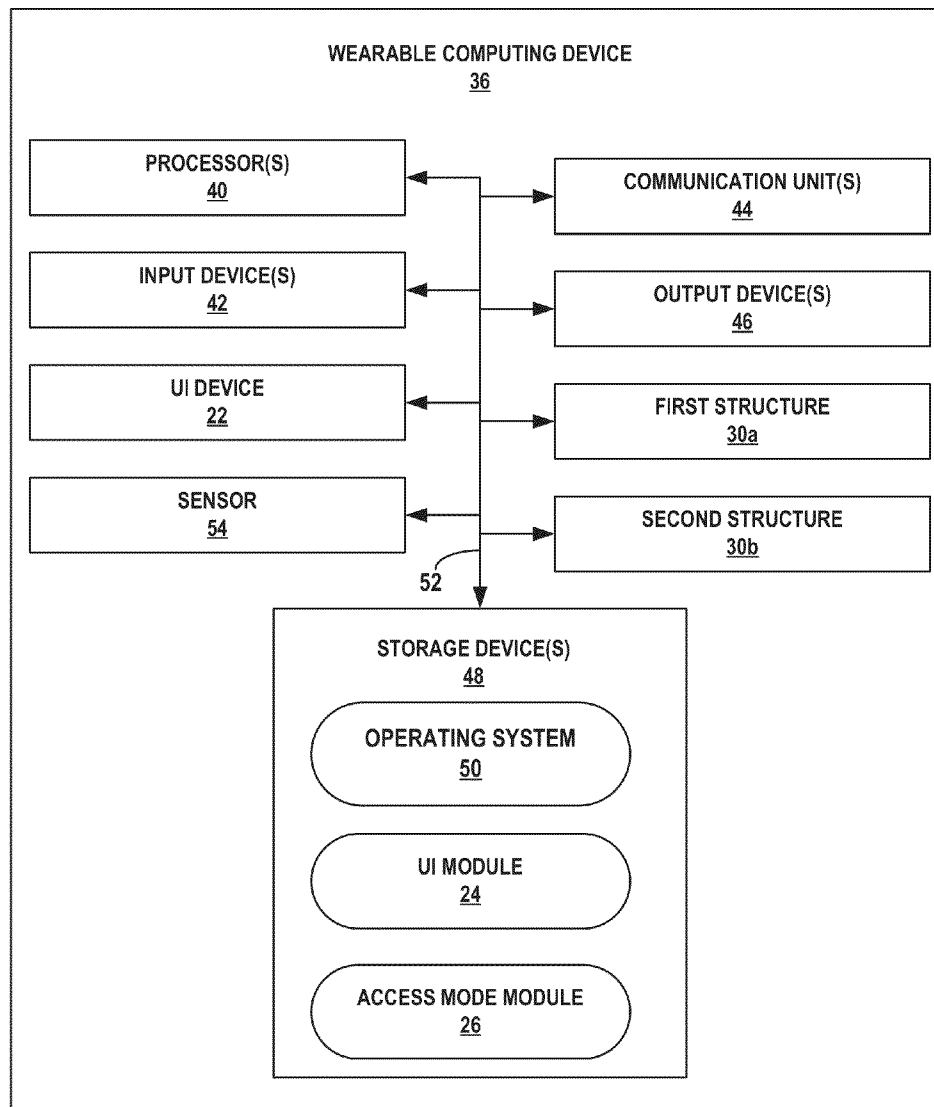 WEARABLE COMPUTING DEVICE
36
PROCESSOR(S)
40
COMMUNICATION UNIT(S)
44
INPUT DEVICE(S)
42
OUTPUT DEVICE(S)
46
UI DEVICE
22
FIRST STRUCTURE
30a
SENSOR
54
SECOND STRUCTURE
30b
52
STORAGE DEVICE(S)
48
OPERATING SYSTEM
50
UI MODULE
24
ACCESS MODE MODULE
26